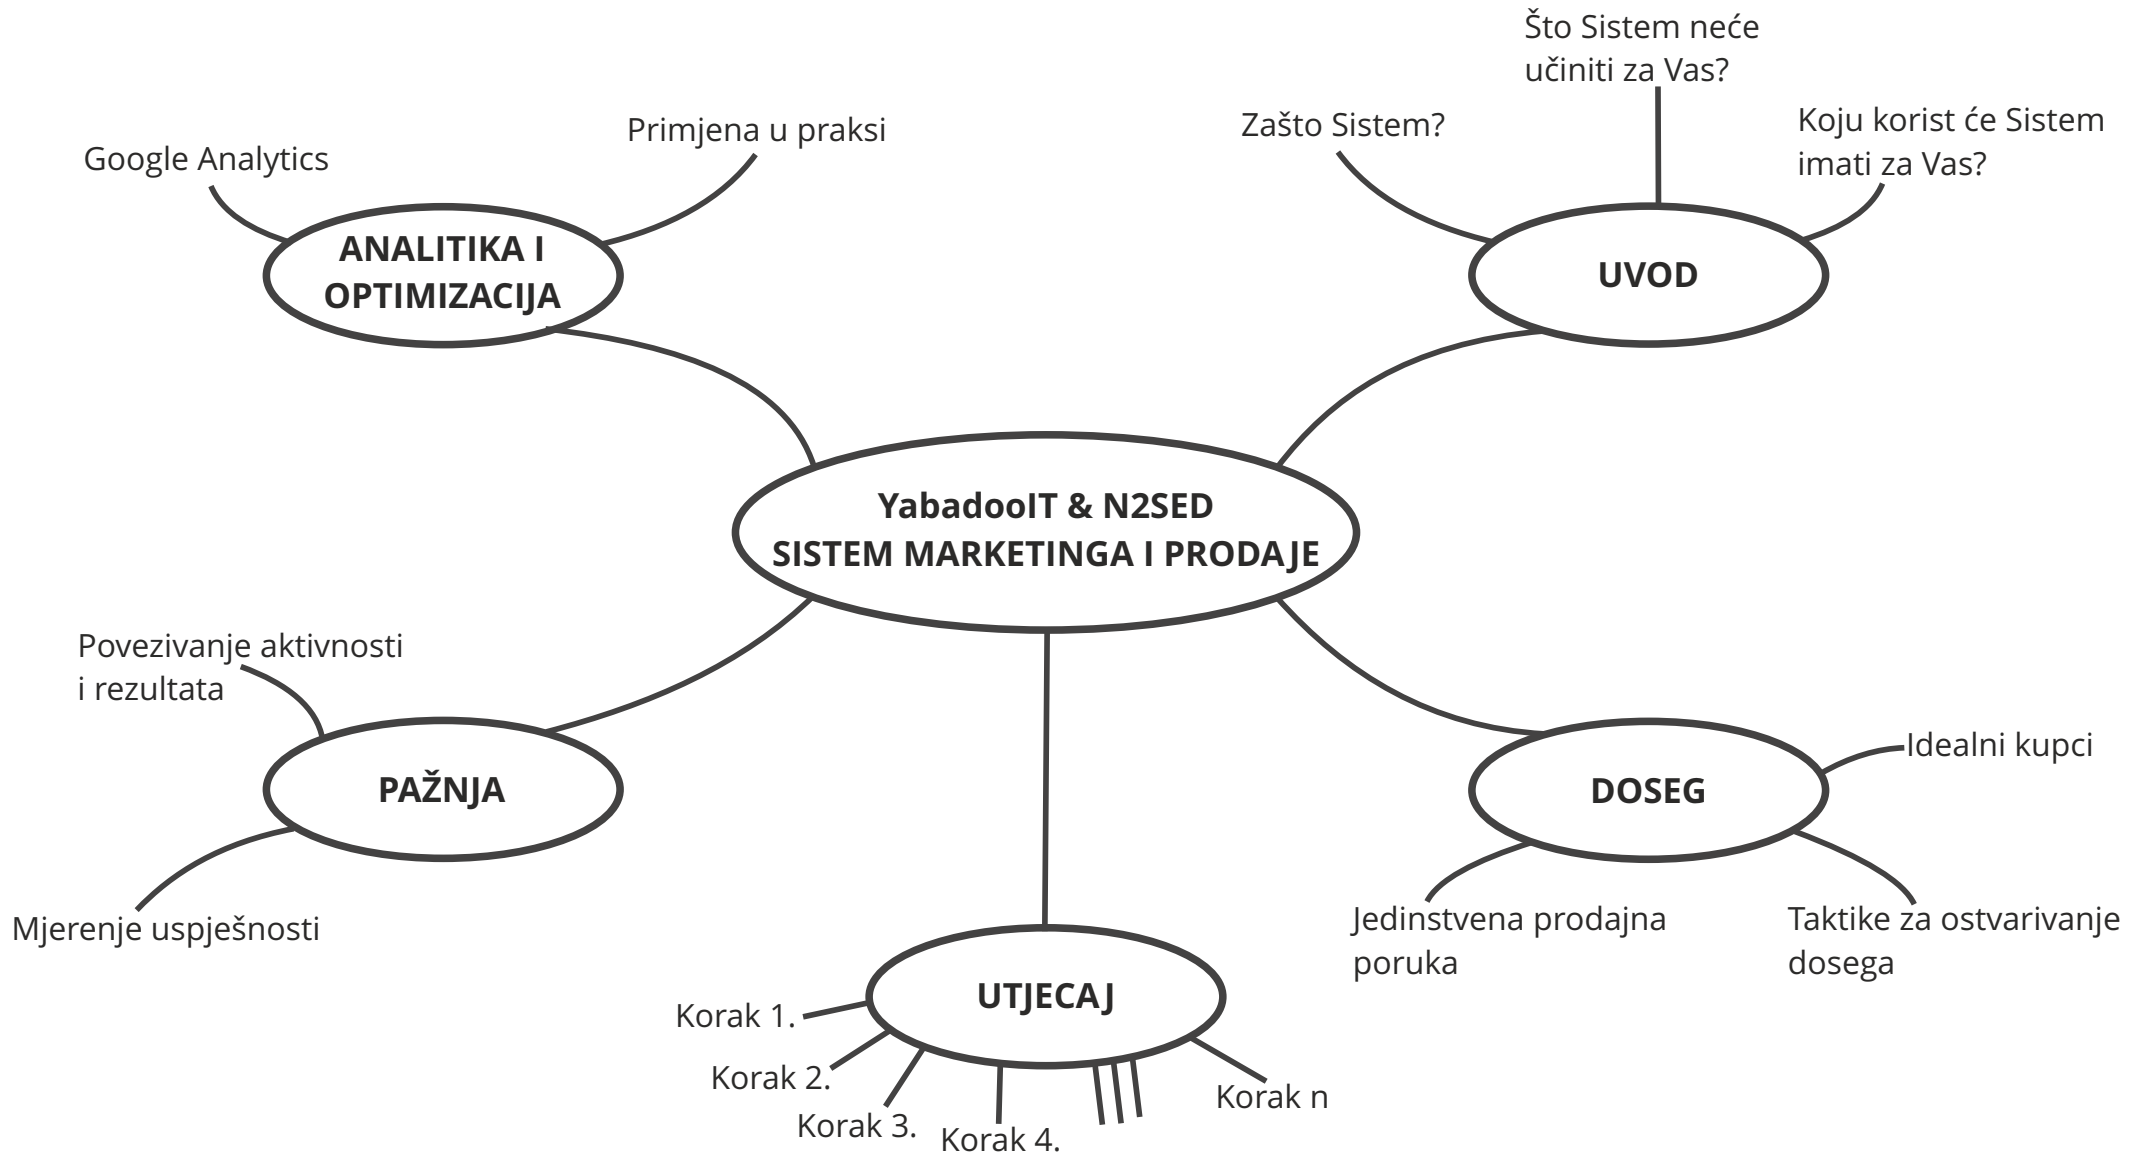 Što Sistem neće
učiniti za Vas?
Zašto Sistem?
Koju korist će Sistem
imati za Vas?
UVOD
Google Analytics
Primjena u praksi
ANALITIKA I
OPTIMIZACIJA
YabadooIT & N2SED
SISTEM MARKETINGA I PRODAJE
Povezivanje aktivnosti
i rezultata
PAŽNJA
Mjerenje uspješnosti
DOSEG
Idealni kupci
Jedinstvena prodajna
poruka
Taktike za ostvarivanje
dosega
UTJECAJ
Korak 1.
Korak 2.
Korak 3.
Korak 4.
Korak n